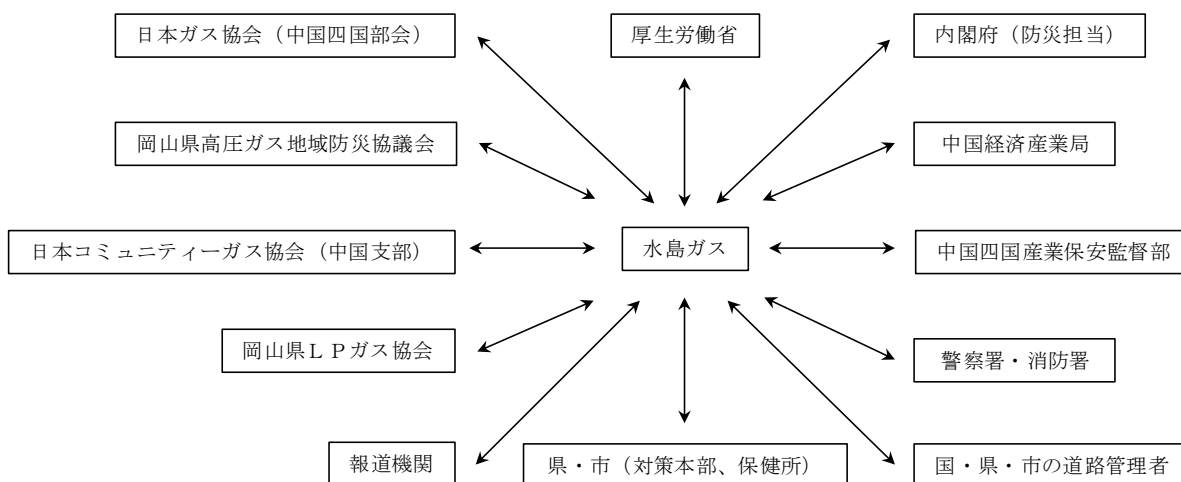 日本ガス協会（中国四国部会）
厚生労働省
内閣府（防災担当）
岡山県高圧ガス地域防災協議会
中国経済産業局
日本コミュニティーガス協会（中国支部）
水島ガス
中国四国産業保安監督部
岡山県ＬＰガス協会
警察署・消防署
報道機関
県・市（対策本部、保健所）
国・県・市の道路管理者